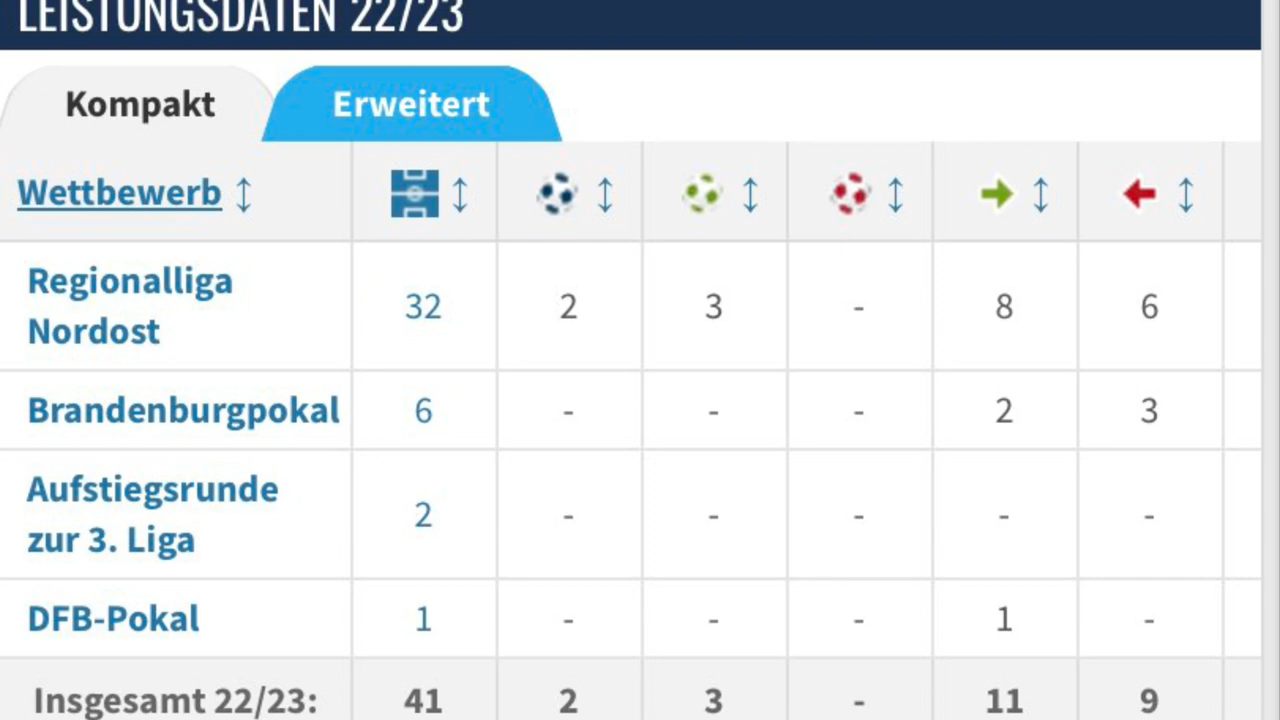 LEISTUNGSDATEN 22/23
Kompakt Erweitert
Wettbewerb ↕ ↕ ↕ ↕ ↕ ↕ ↕
Regionalliga
Nordost 32 2 3 - 8 6
Brandenburgpokal 6 - - - 2 3
Aufstiegsrunde
zur 3. Liga 2 - - - - -
DFB-Pokal 1 - - - 1 -
Insgesamt 22/23: 41 2 3 - 11 9